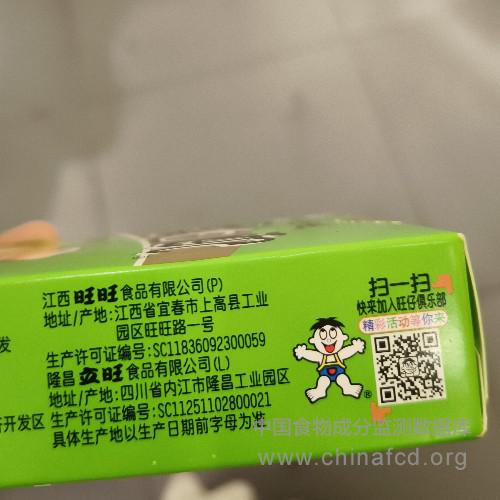 江西旺旺食品有限公司(P)
地址/产地:江西省宜春市上高县工业
园区旺旺路一号
生产许可证编号:SC11836092300059
隆昌立旺食品有限公司(L)
地址/产地:四川省内江市隆昌工业园区
生产许可证编号:SC11251102800021
具体生产地以生产日期前字母为准
发
济开发区
扫一扫
快来加入旺仔俱乐部
精彩活动等你来
®
中国食物成分监测数据库
www.chinafcd.org